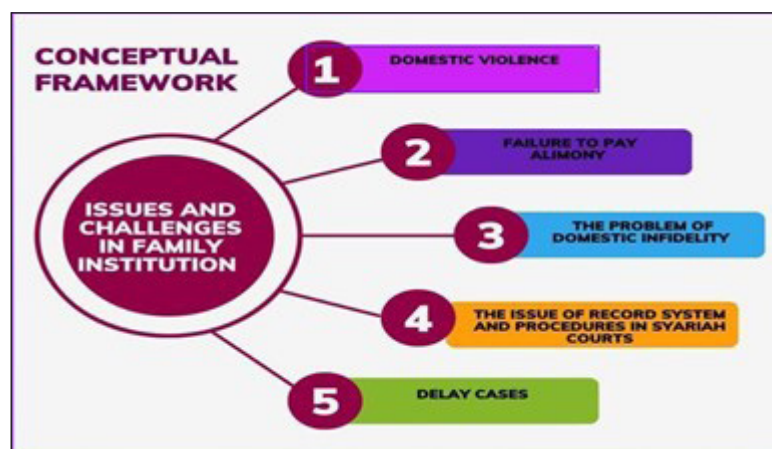 CONCEPTUAL
FRAMEWORK
1
DOMESTIC VIOLENCE
2
FAILURE TO PAY
ALIMONY
ISSUES AND
CHALLENGES
IN FAMILY
INSTITUTION
3
THE PROBLEM OF
DOMESTIC INFIDELITY
4
THE ISSUE OF RECORD SYSTEM
AND PROCEDURES IN SYARIAH
COURTS
5
DELAY CASES